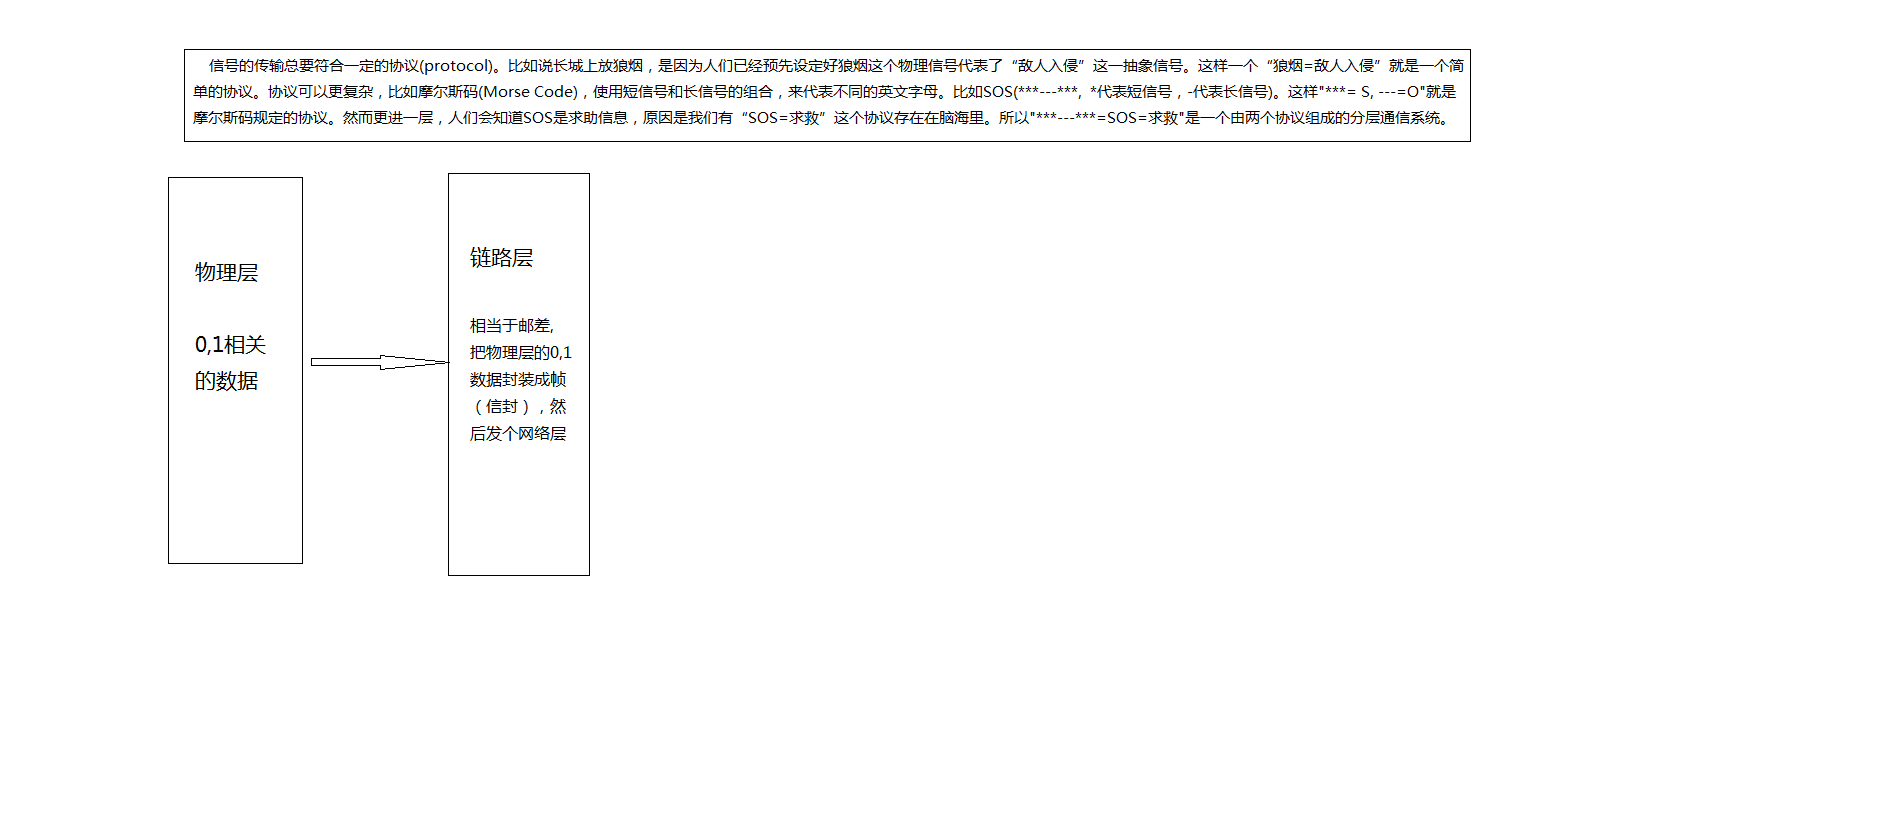 信号的传输总要符合一定的协议(protocol)。比如说长城上放狼烟，是因为人们已经预先设定好狼烟这个物理信号代表了“敌人入侵”这一抽象信号。这样一个“狼烟=敌人入侵”就是一个简
单的协议。协议可以更复杂，比如摩尔斯码(Morse Code)，使用短信号和长信号的组合，来代表不同的英文字母。比如SOS(***---***, *代表短信号，-代表长信号)。这样"***= S, ---=O"就是
摩尔斯码规定的协议。然而更进一层，人们会知道SOS是求助信息，原因是我们有“SOS=求救”这个协议存在在脑海里。所以"***---***=SOS=求救"是一个由两个协议组成的分层通信系统。
物理层
0,1相关
的数据
链路层
相当于邮差,
把物理层的0,1
数据封装成帧
（信封），然
后发个网络层